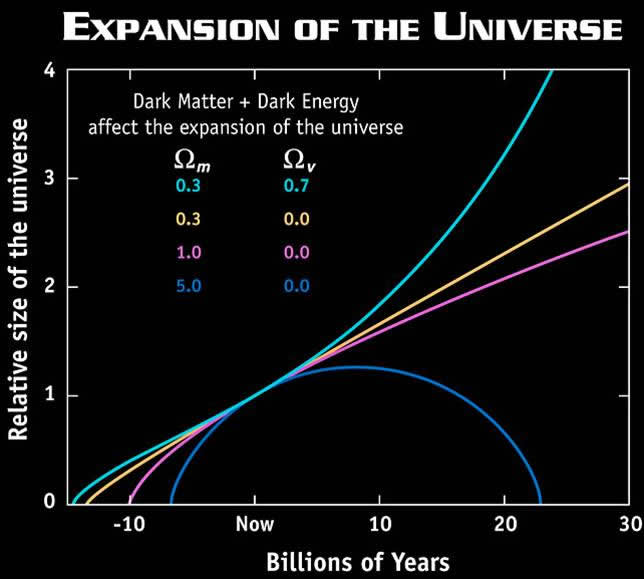 EXPANSION OF THE UNIVERSE
4
Dark Matter + Dark Energy
affect the expansion of the universe
Ωm Ωv
0.3 0.7
0.3 0.0
1.0 0.0
5.0 0.0
3
2
1
0
Relative size of the universe
-10 Now 10 20 30
Billions of Years